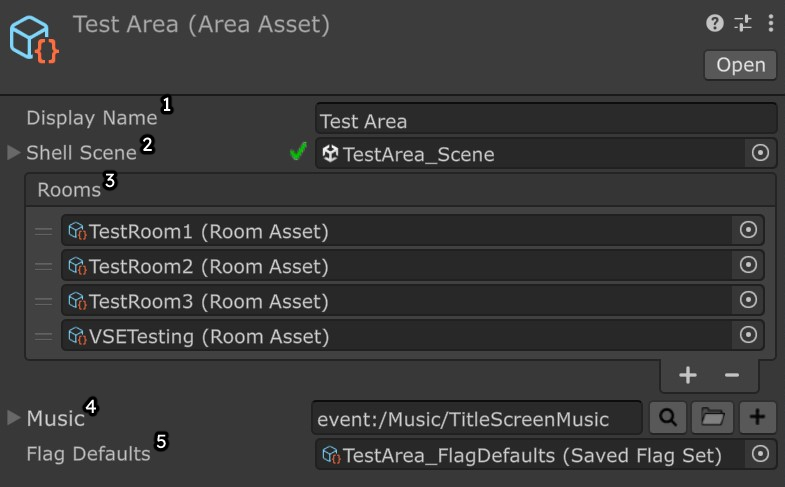 Test Area (Area Asset)
Open
Display Name 1 Test Area
Shell Scene 2 TestArea_Scene
Rooms 3
TestRoom1 (Room Asset)
TestRoom2 (Room Asset)
TestRoom3 (Room Asset)
VSETesting (Room Asset)
Music 4 event:/Music/TitleScreenMusic
Flag Defaults 5 TestArea_FlagDefaults (Saved Flag Set)